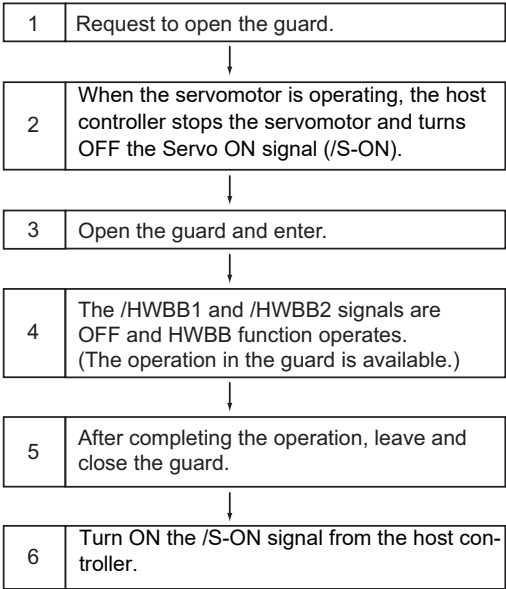 1 Request to open the guard.
When the servomotor is operating, the host
2 controller stops the servomotor and turns
OFF the Servo ON signal (/S-ON).
3 Open the guard and enter.
The /HWBB1 and /HWBB2 signals are
4 OFF and HWBB function operates.
(The operation in the guard is available.)
5 After completing the operation, leave and
close the guard.
6 Turn ON the /S-ON signal from the host con-
troller.